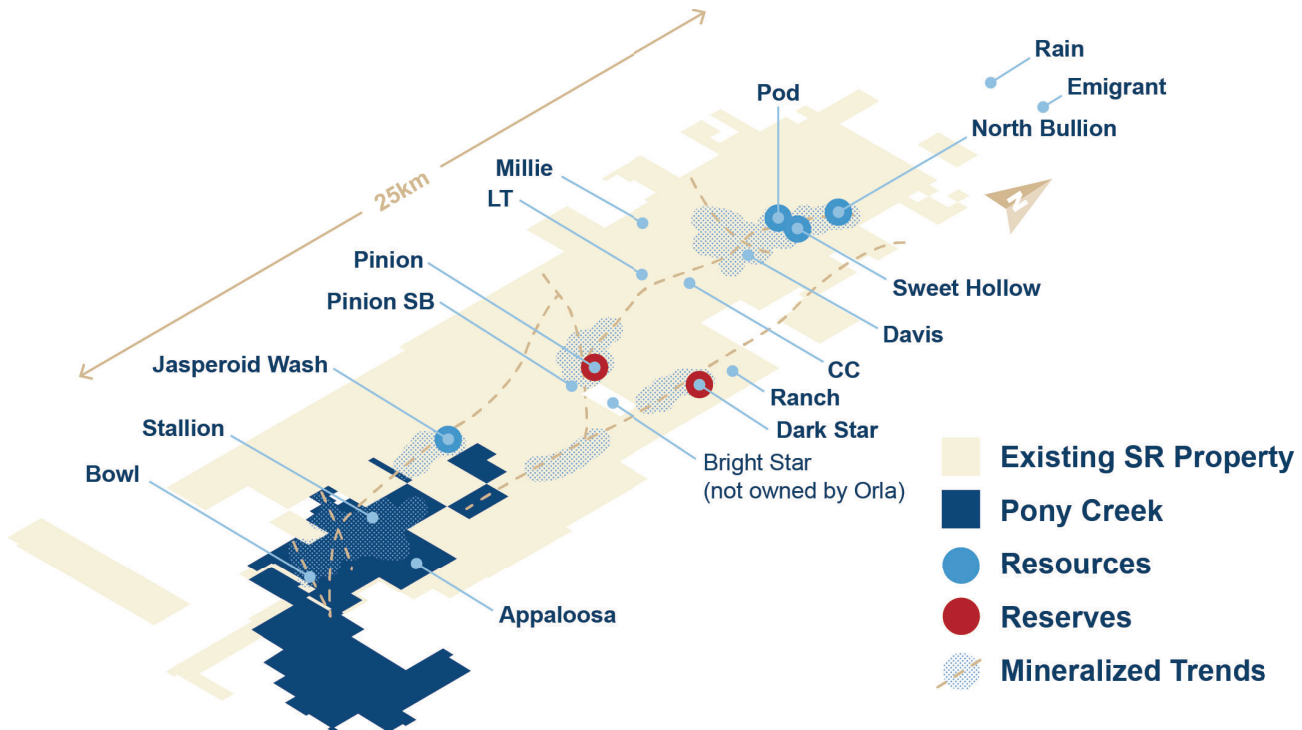 Rain
Emigrant
Pod
North Bullion
Millie
LT
25km
N
Pinion
Pinion SB
Sweet Hollow
Davis
Jasperoid Wash
CC
Ranch
Stallion
Dark Star
Bright Star
(not owned by Orla)
Bowl
Appaloosa
Existing SR Property
Pony Creek
Resources
Reserves
Mineralized Trends